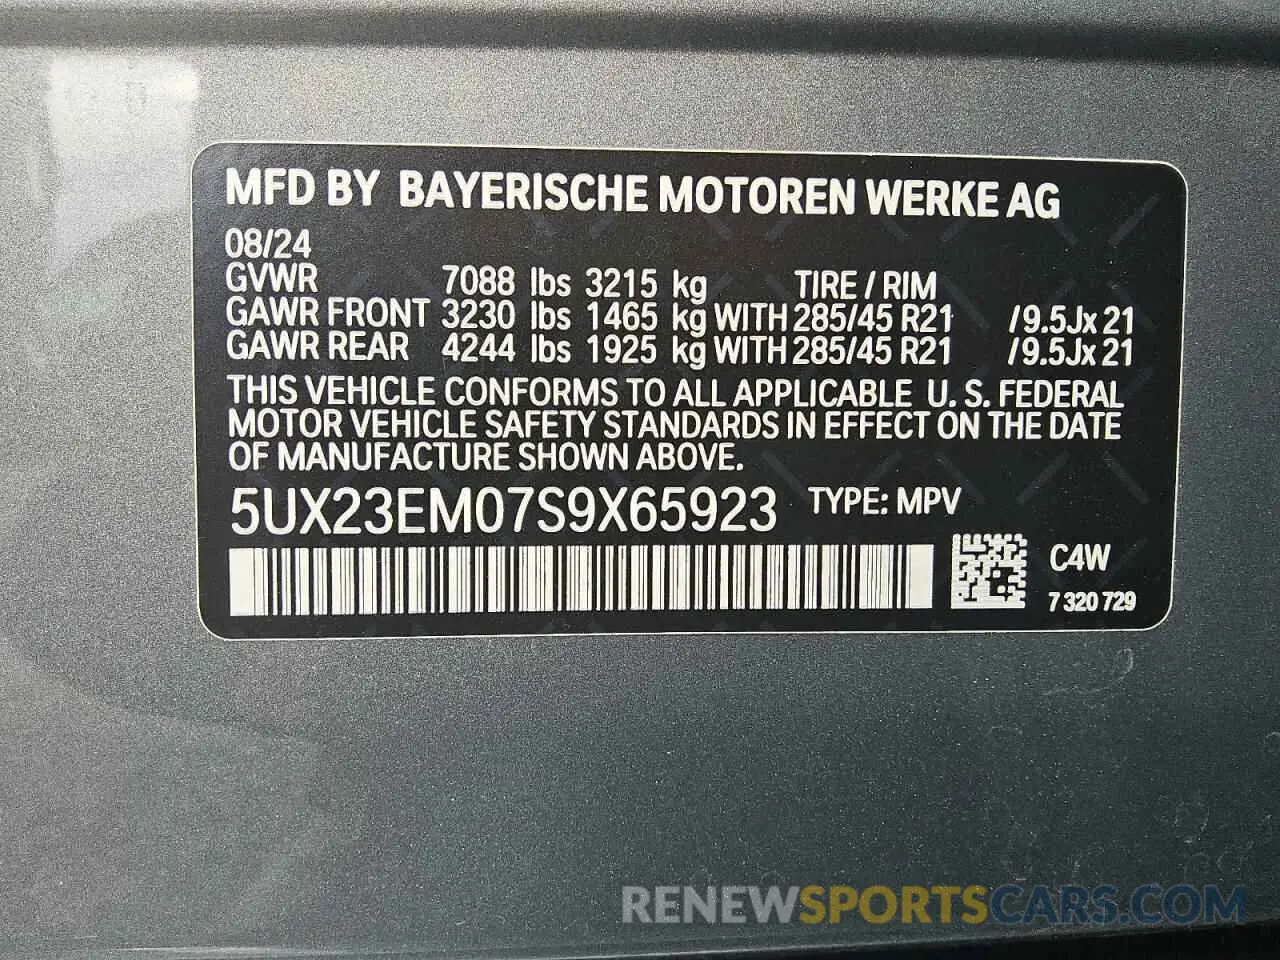 MFD BY BAYERISCHE MOTOREN WERKE AG
08/24
GVWR 7088 lbs 3215 kg TIRE / RIM
GAWR FRONT 3230 lbs 1465 kg WITH 285/45 R21 /9.5Jx21
GAWR REAR 4244 lbs 1925 kg WITH 285/45 R21 /9.5Jx21
THIS VEHICLE CONFORMS TO ALL APPLICABLE U. S. FEDERAL
MOTOR VEHICLE SAFETY STANDARDS IN EFFECT ON THE DATE
OF MANUFACTURE SHOWN ABOVE.
5UX23EM07S9X65923 TYPE: MPV
C4W
7 320 729
RENEWSPORTSCARS.COM